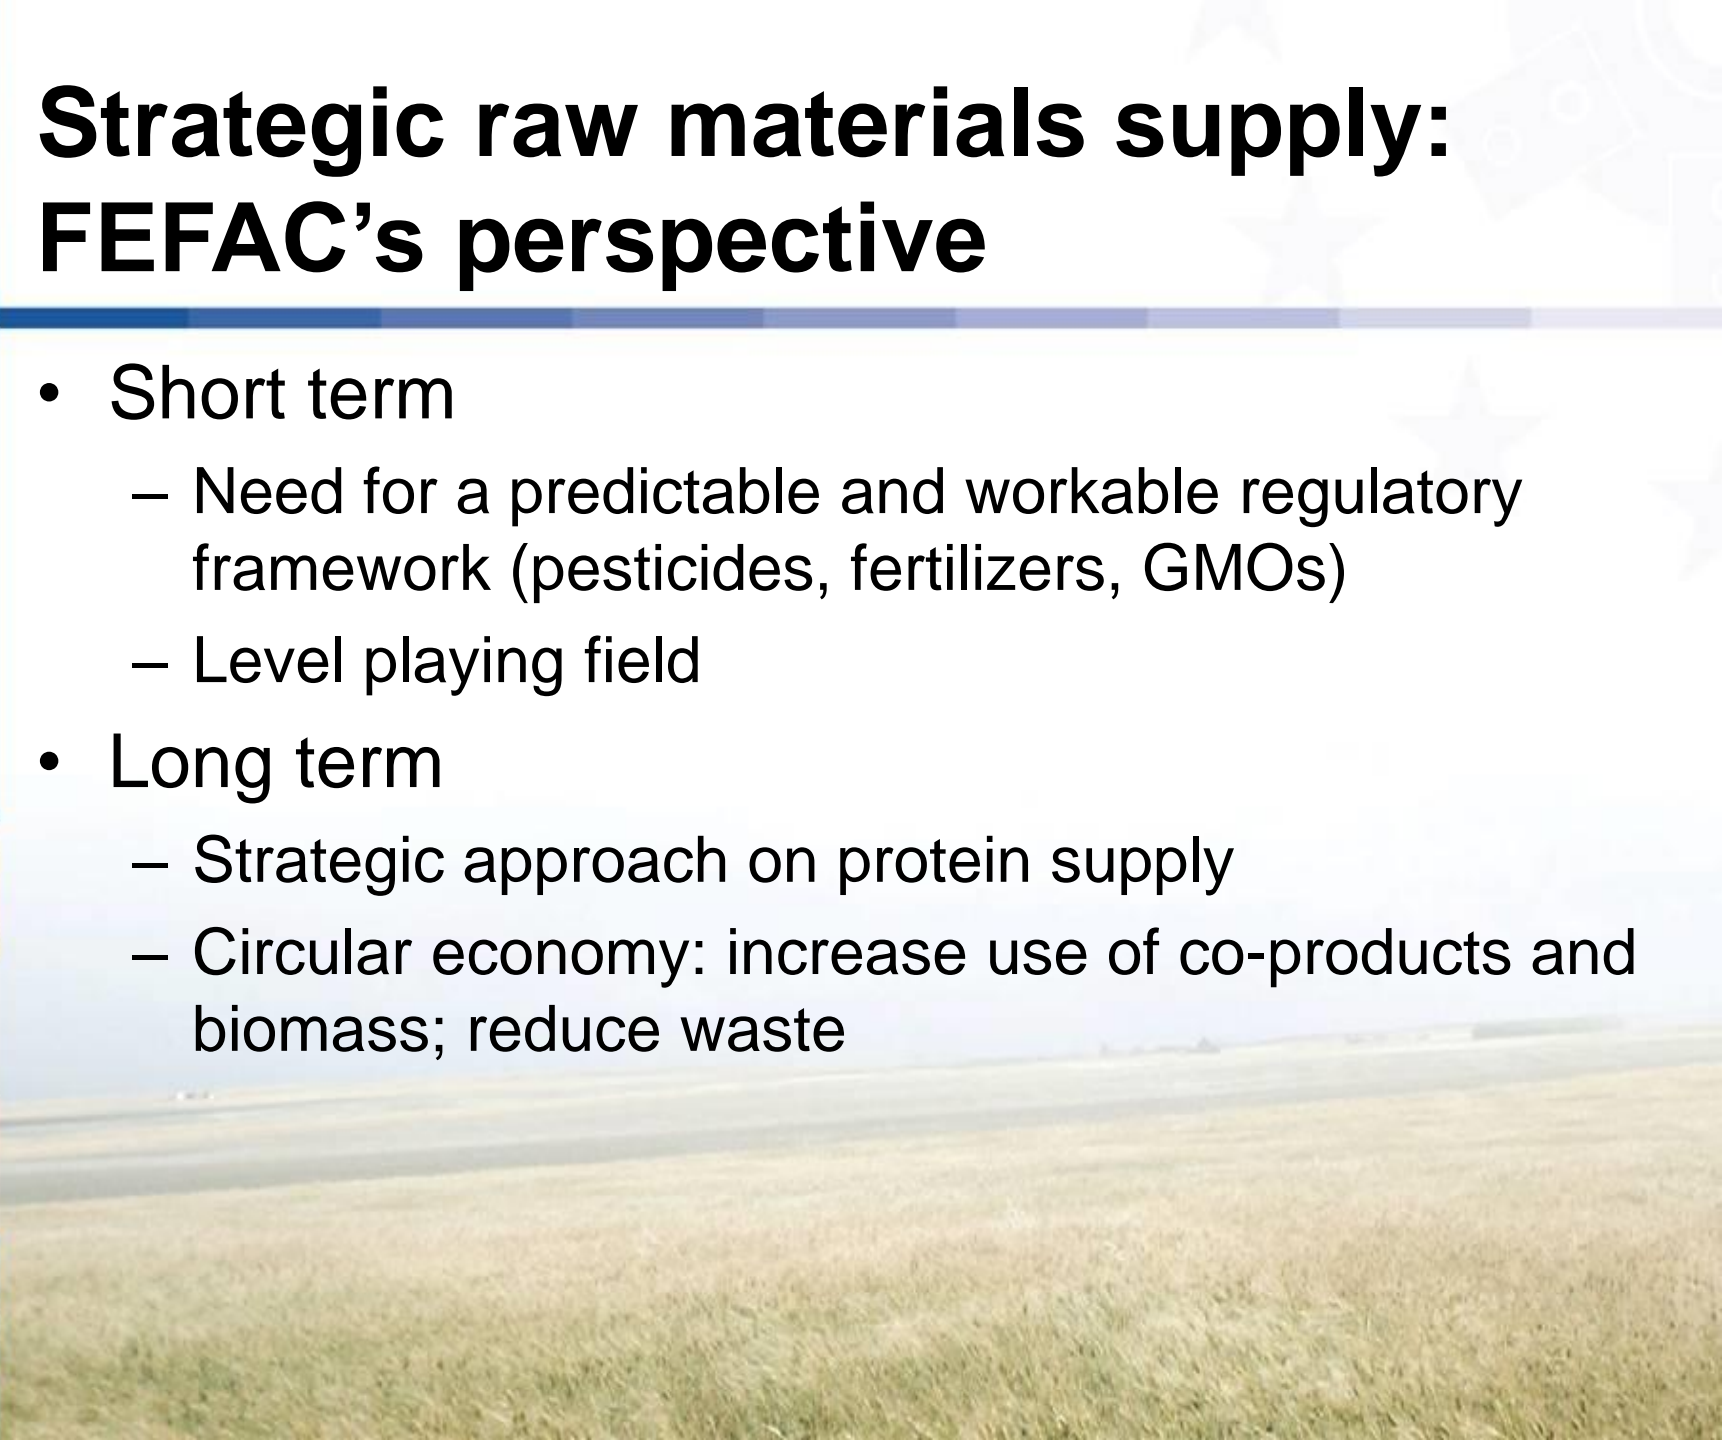 Strategic raw materials supply:
FEFAC’s perspective
• Short term
– Need for a predictable and workable regulatory
framework (pesticides, fertilizers, GMOs)
– Level playing field
• Long term
– Strategic approach on protein supply
– Circular economy: increase use of co-products and
biomass; reduce waste